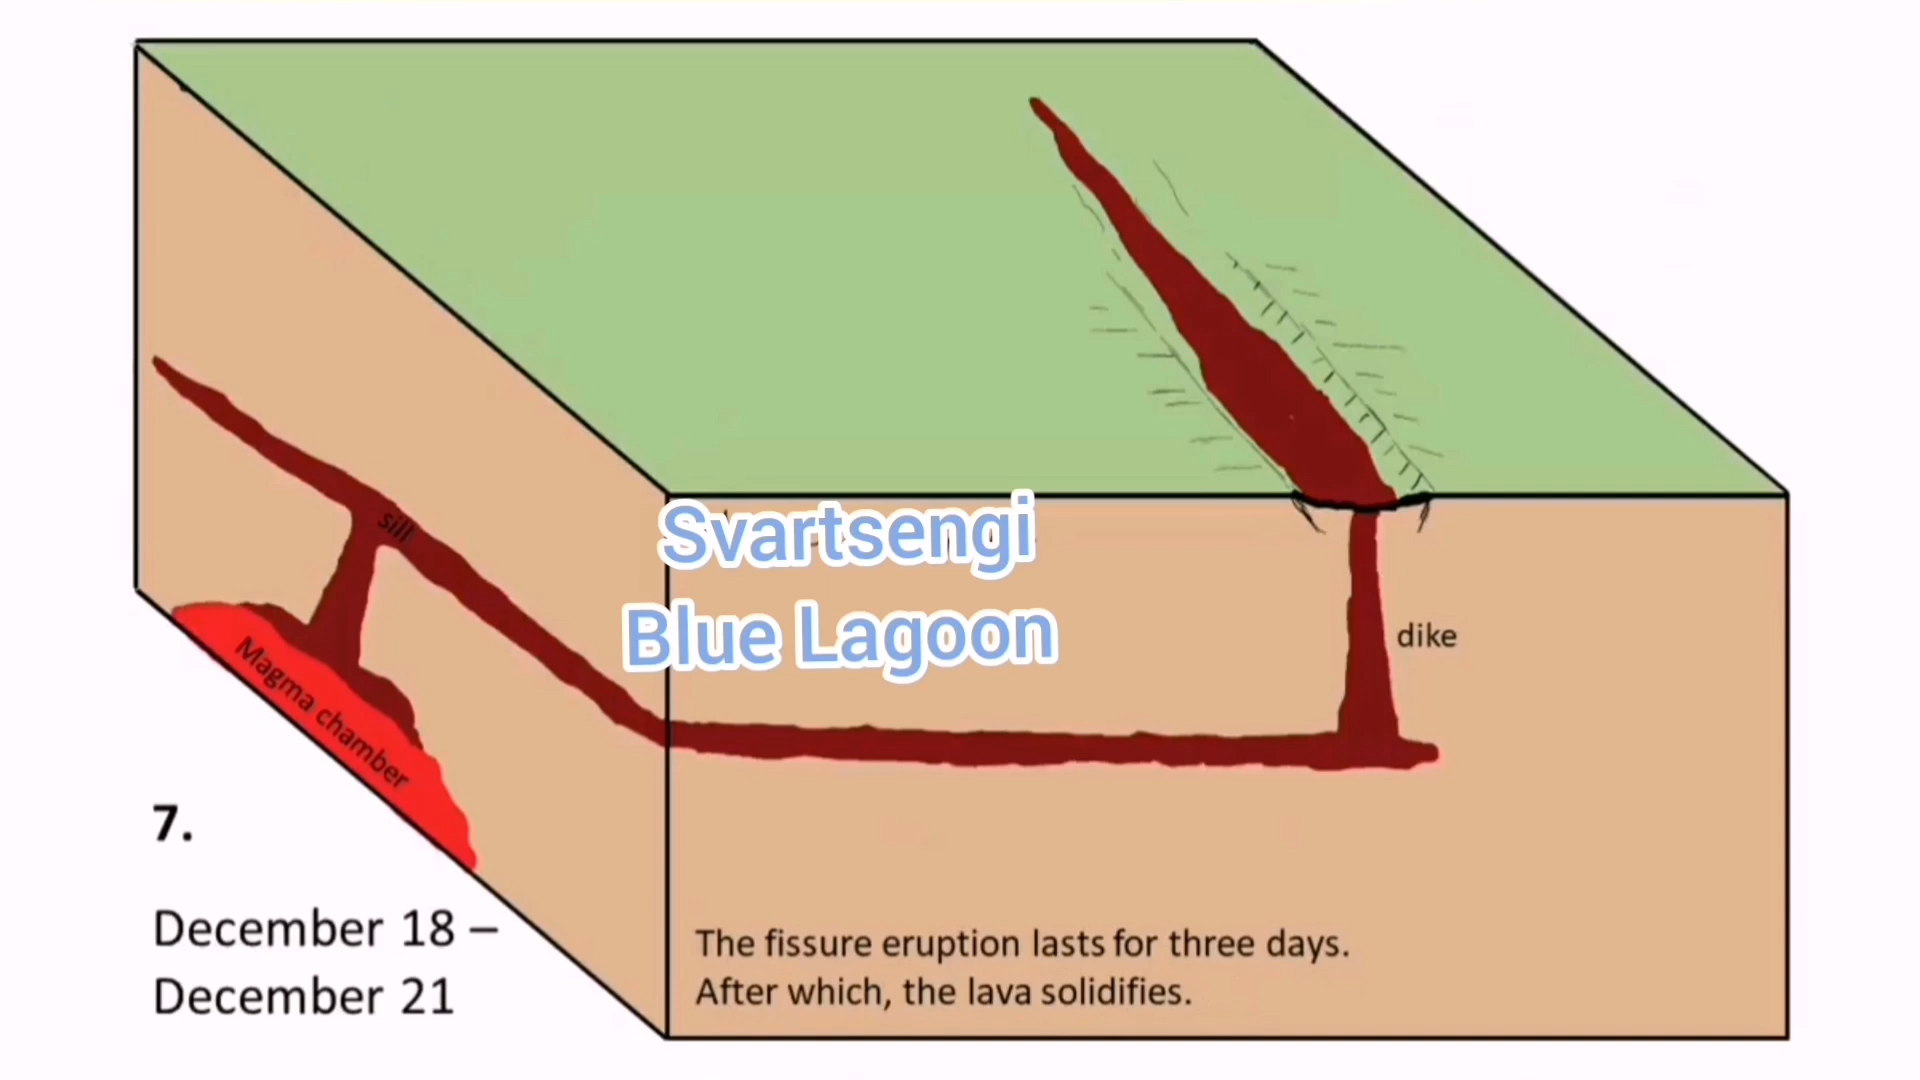 sill
Svartsengi
Blue Lagoon
dike
Magma chamber
7.
December 18 –
December 21
The fissure eruption lasts for three days.
After which, the lava solidifies.